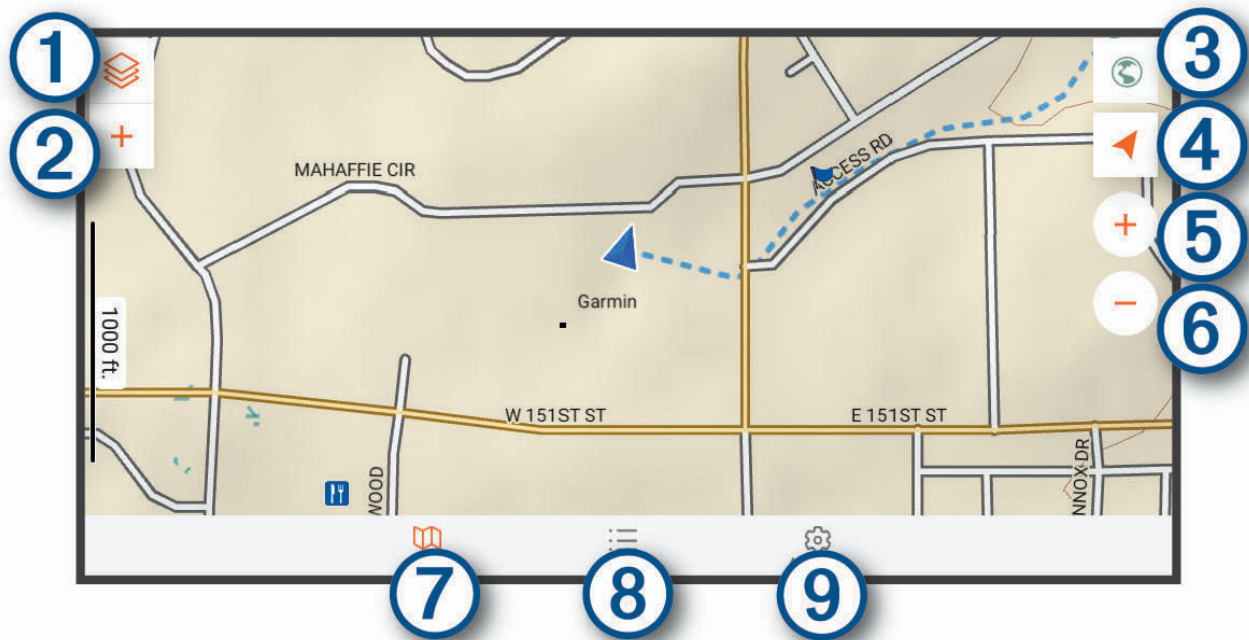 1
2
3
4
5
6
7
8
9
MAHAFFIE CIR
ACCESS RD
Garmin
1000 ft.
W 151ST ST
E 151ST ST
WOOD
NNOX DR